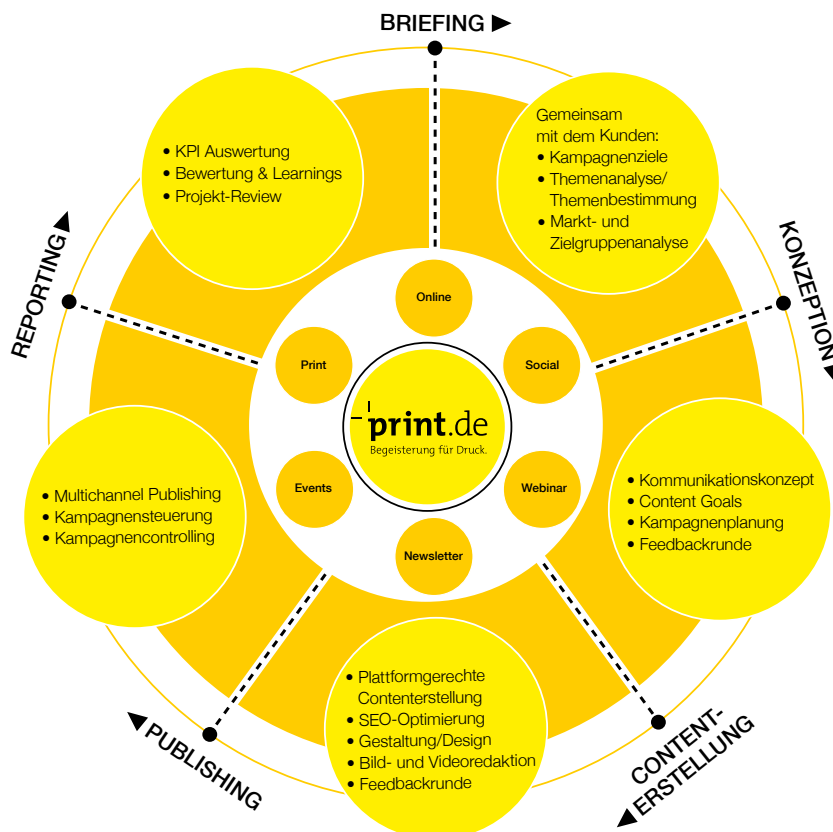 BRIEFING
Gemeinsam
mit dem Kunden:
• Kampagnenziele
• Themenanalyse/
Themenbestimmung
• Markt- und
Zielgruppenanalyse
KONZEPTION
• Kommunikationskonzept
• Content Goals
• Kampagnenplanung
• Feedbackrunde
CONTENT-
ERSTELLUNG
• Plattformgerechte
Contenterstellung
• SEO-Optimierung
• Gestaltung/Design
• Bild- und Videoredaktion
• Feedbackrunde
PUBLISHING
• Multichannel Publishing
• Kampagnensteuerung
• Kampagnencontrolling
REPORTING
• KPI Auswertung
• Bewertung & Learnings
• Projekt-Review
Online
Social
Webinar
Newsletter
Events
Print
print.de
Begeisterung für Druck.